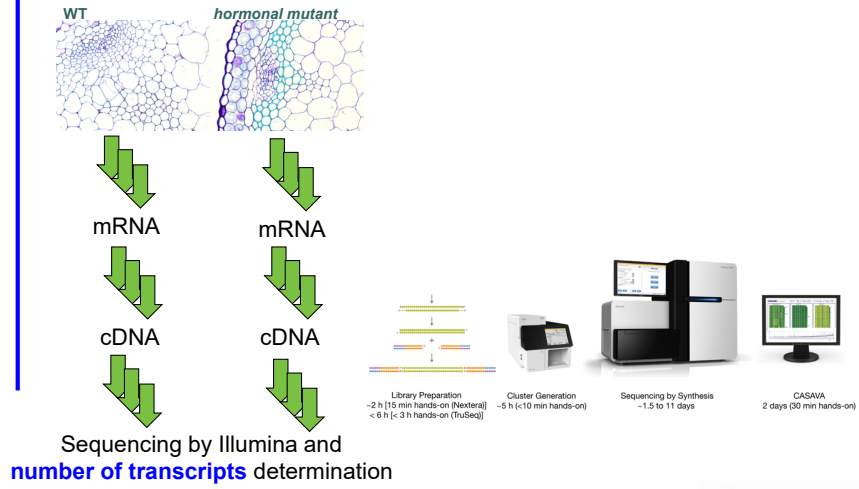 WT
hormonal mutant
mRNA
mRNA
cDNA
cDNA
Sequencing by Illumina and
number of transcripts determination
+
Library Preparation
~2 h [15 min hands-on (Nextera)]
< 6 h [< 3 h hands-on (TruSeq)]
Cluster Generation
~5 h (<10 min hands-on)
Sequencing by Synthesis
~1.5 to 11 days
CASAVA
2 days (30 min hands-on)